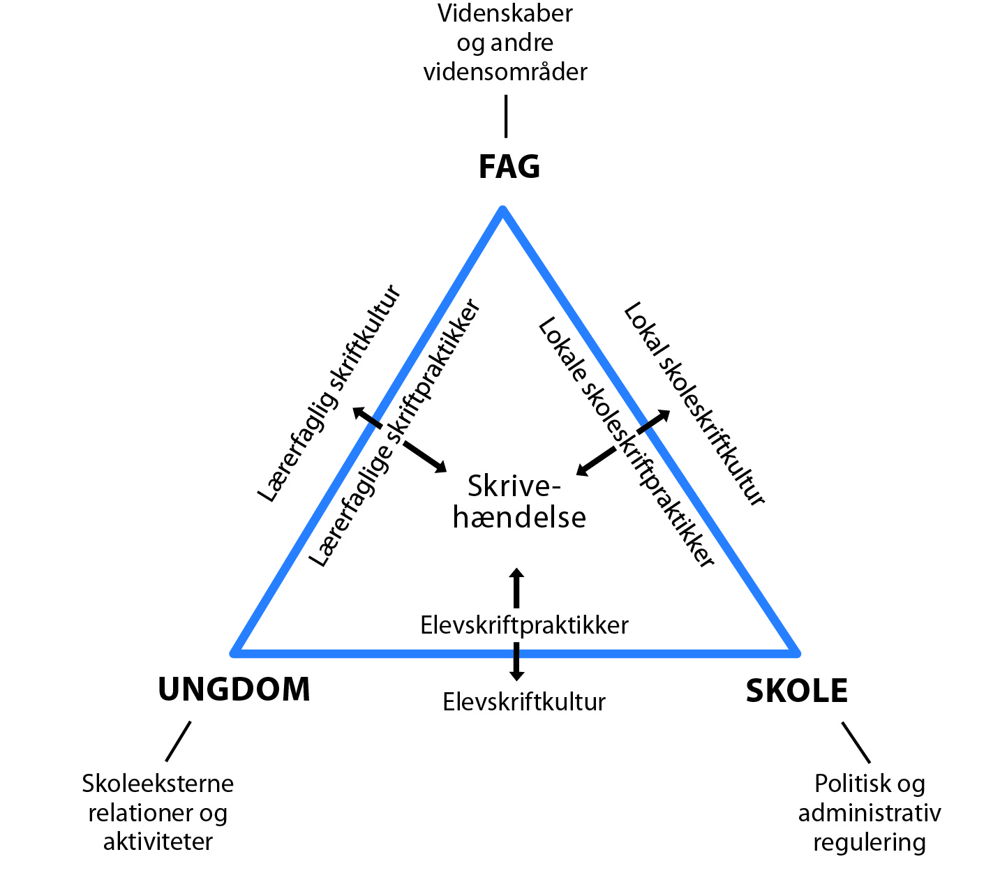 Videnskaber
og andre
vidensområder
FAG
Lærerfaglig skriftkultur
Lærerfaglige skriftpraktikker
Lokale skoleskriftpraktikker
Lokal skoleskriftkultur
Skrive-
hændelse
Elevskriftpraktikker
Elevskriftkultur
UNGDOM
SKOLE
Skoleeksterne
relationer og
aktiviteter
Politisk og
administrativ
regulering